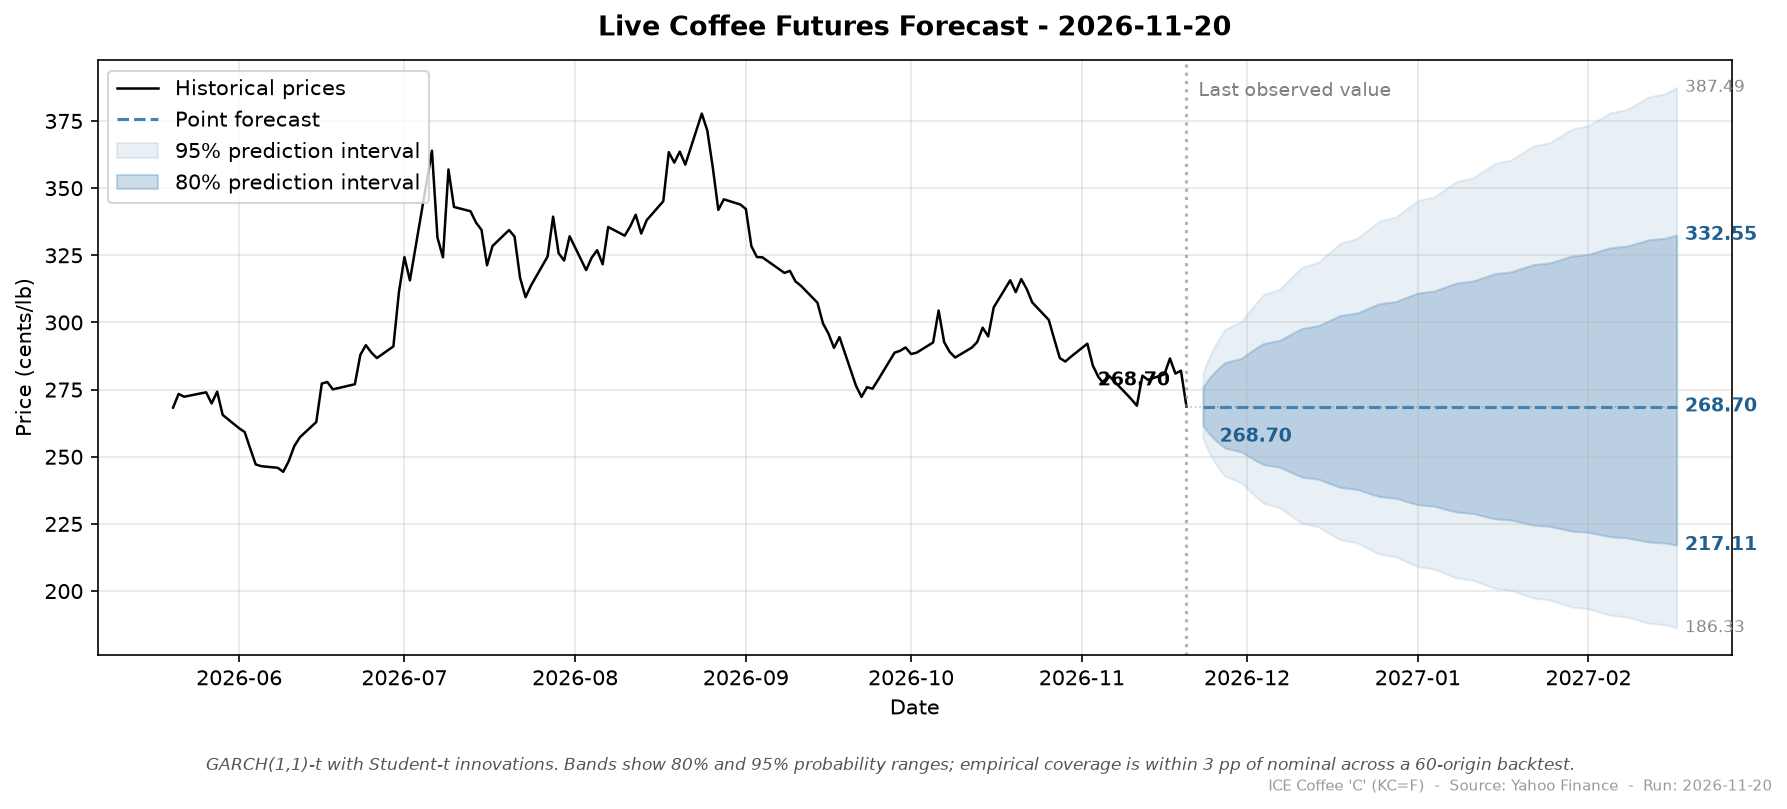 Live Coffee Futures Forecast - 2026-11-20
Historical prices
Point forecast
95% prediction interval
80% prediction interval
Last observed value
387.49
332.55
268.70
268.70
268.70
217.11
186.33
Price (cents/lb)
375
350
325
300
275
250
225
200
2026-06
2026-07
2026-08
2026-09
2026-10
2026-11
2026-12
2027-01
2027-02
Date
GARCH(1,1)-t with Student-t innovations. Bands show 80% and 95% probability ranges; empirical coverage is within 3 pp of nominal across a 60-origin backtest.
ICE Coffee 'C' (KC=F)  -  Source: Yahoo Finance  -  Run: 2026-11-20